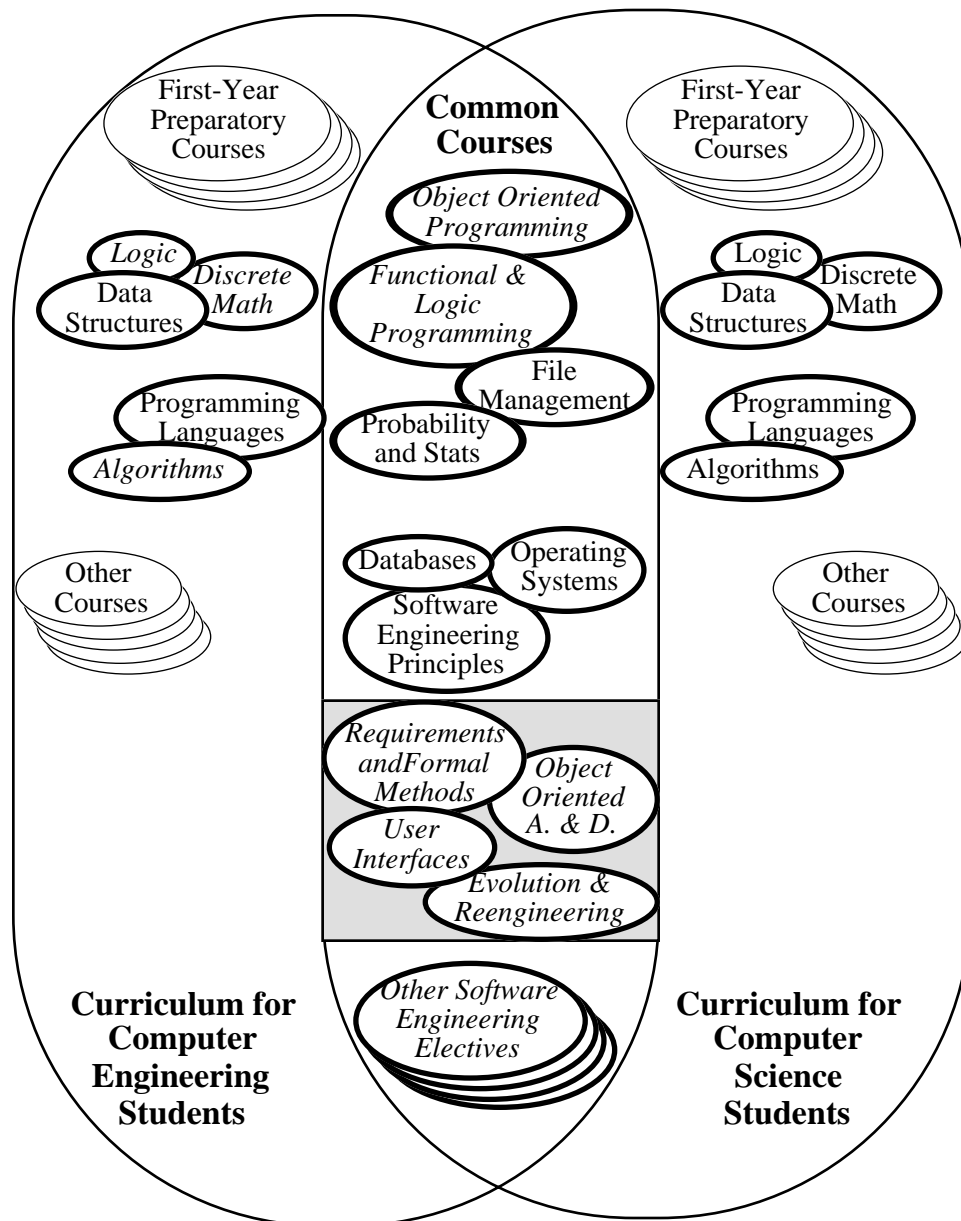 First-Year
Preparatory
Courses
Common
Courses
First-Year
Preparatory
Courses
Object Oriented
Programming
Logic
Discrete
Math
Data
Structures
Functional &
Logic
Programming
Logic
Discrete
Math
Data
Structures
File
Management
Programming
Languages
Algorithms
Probability
and Stats
Programming
Languages
Algorithms
Databases
Operating
Systems
Other
Courses
Software
Engineering
Principles
Other
Courses
Requirements
andFormal
Methods
Object
Oriented
A. & D.
User
Interfaces
Evolution &
Reengineering
Curriculum for
Computer
Engineering
Students
Other Software
Engineering
Electives
Curriculum for
Computer
Science
Students